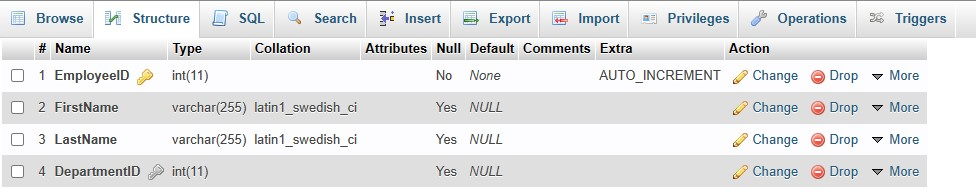 Browse Structure SQL Search Insert Export Import Privileges Operations Triggers
# Name Type Collation Attributes Null Default Comments Extra Action
1 EmployeeID int(11) No None AUTO_INCREMENT Change Drop More
2 FirstName varchar(255) latin1_swedish_ci Yes NULL Change Drop More
3 LastName varchar(255) latin1_swedish_ci Yes NULL Change Drop More
4 DepartmentID int(11) Yes NULL Change Drop More